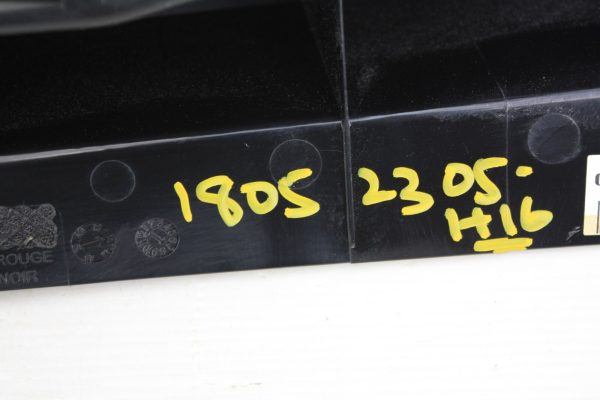 1805 2305-
H16
ROUGE
NOIR